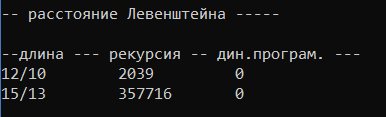 -- расстояние Левенштейна -----
--длина --- рекурсия -- дин.програм. ---
12/10 2039 0
15/13 357716 0